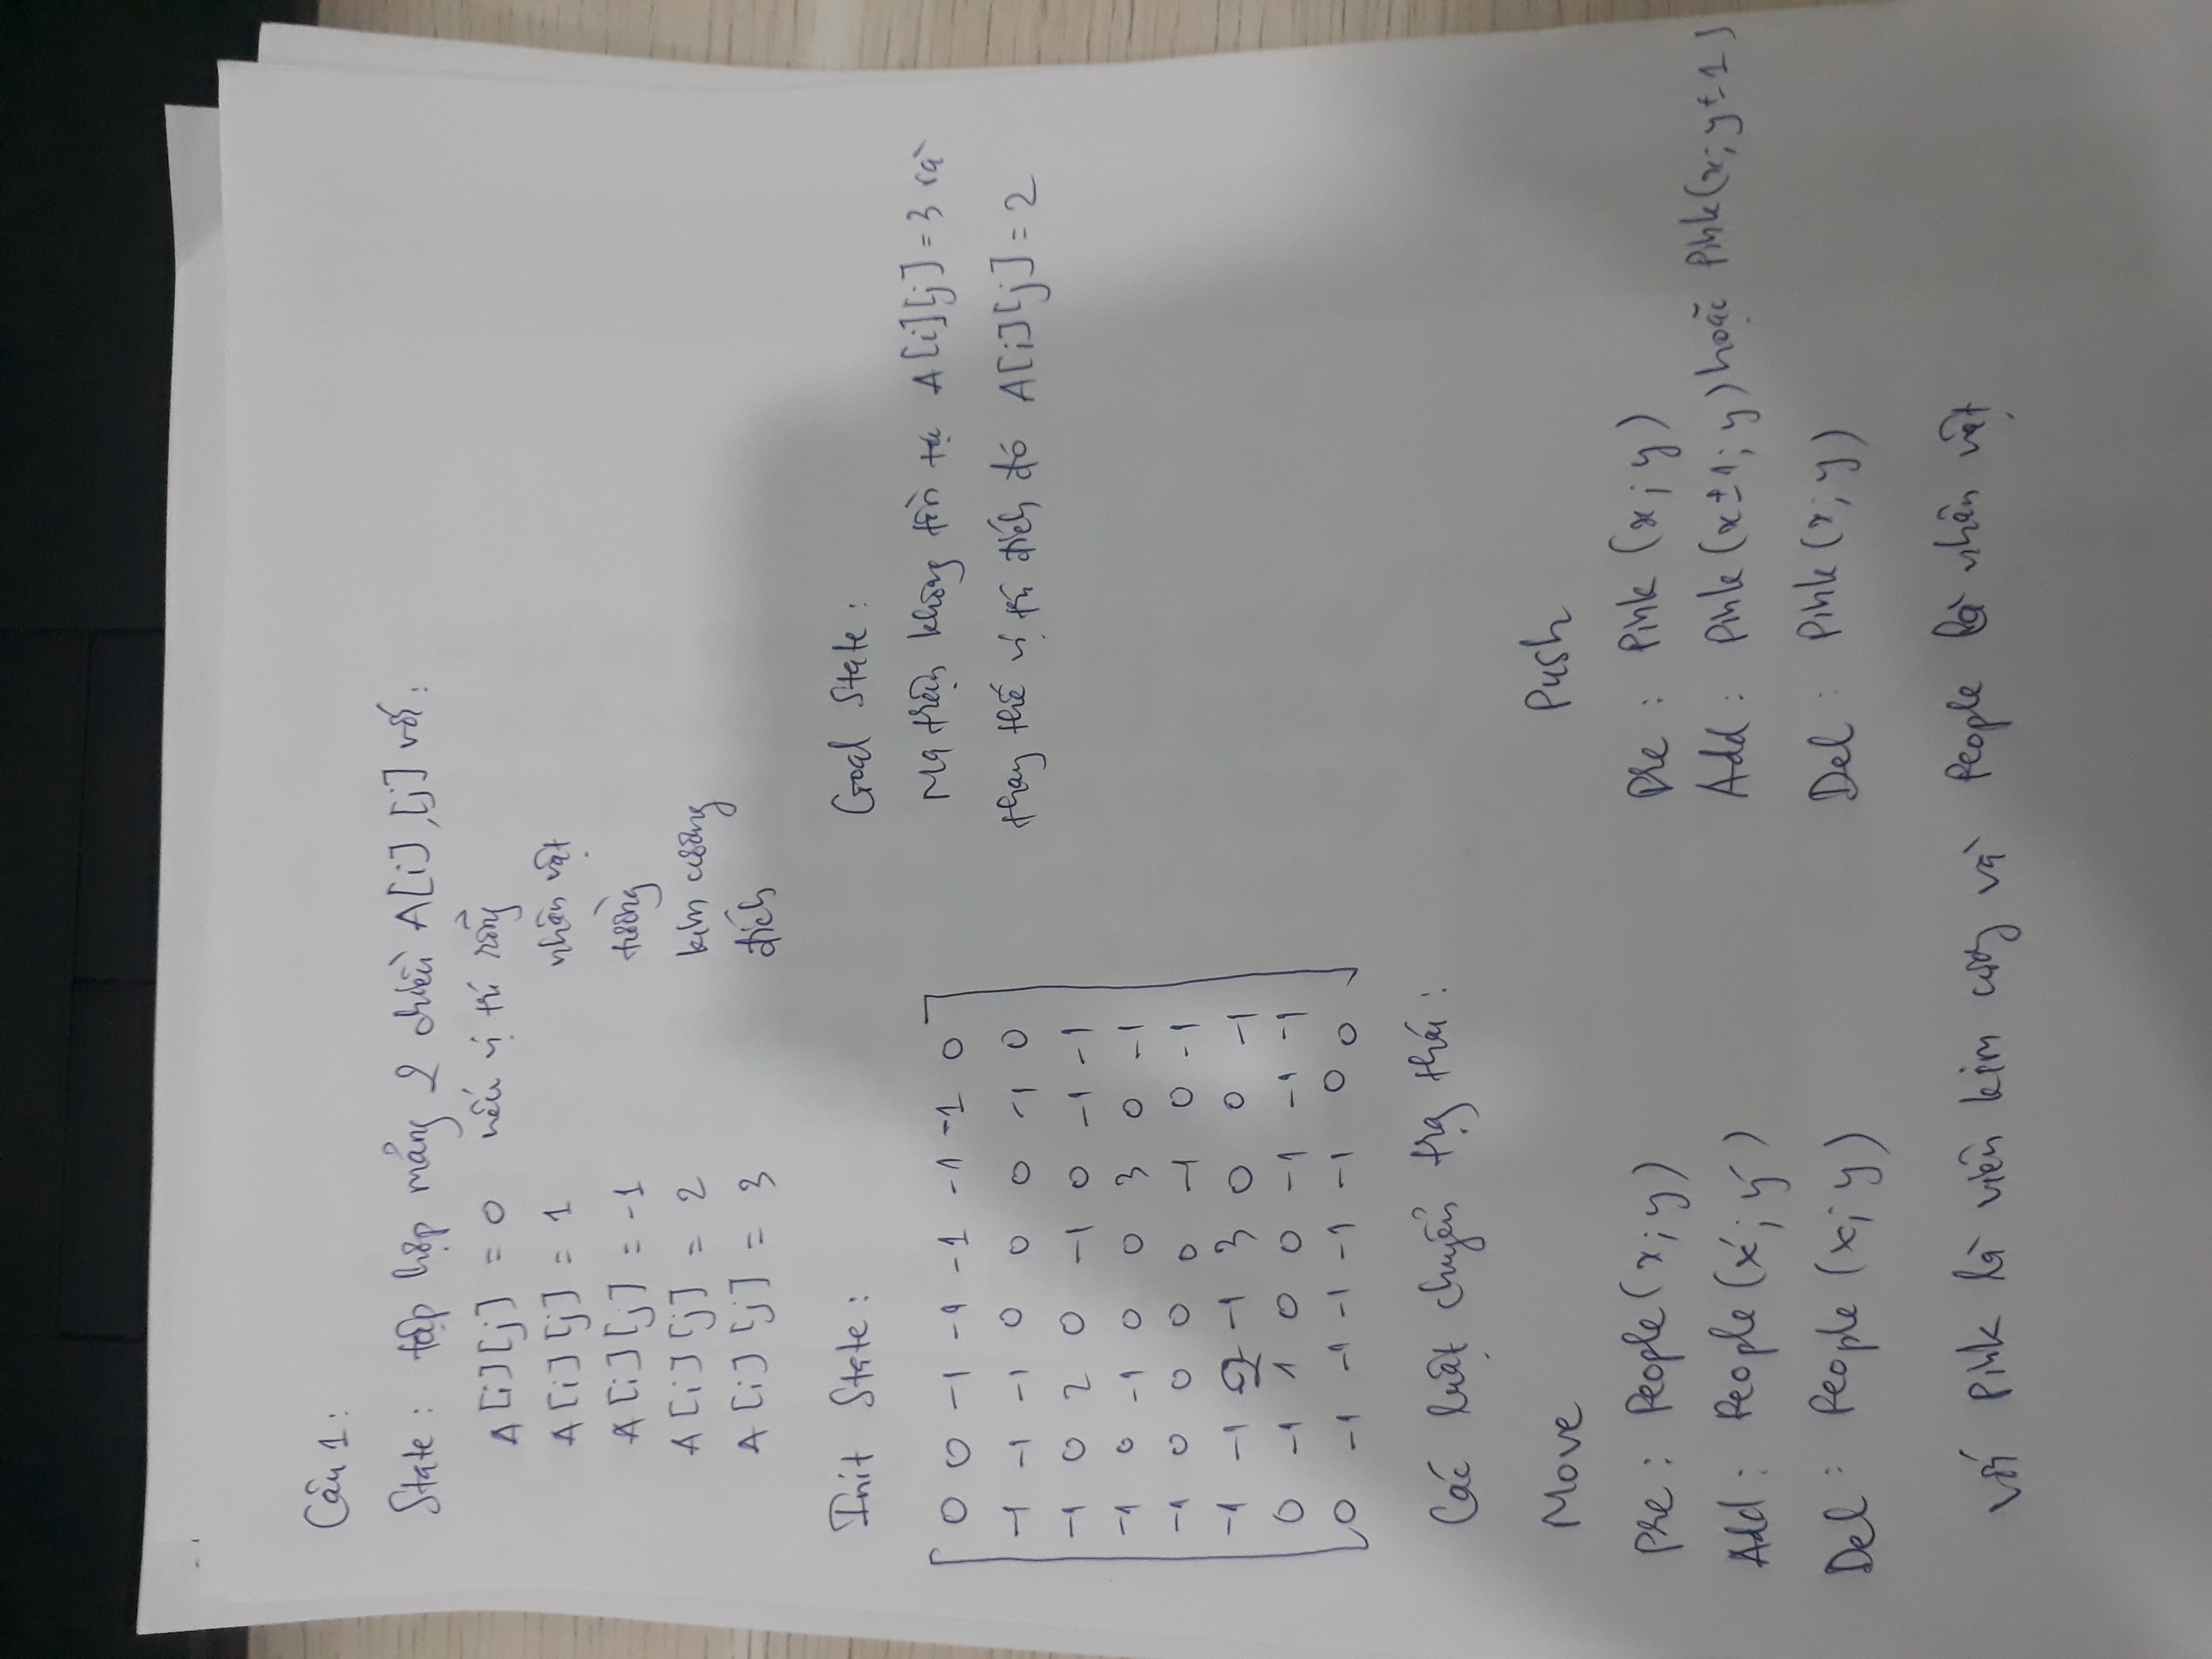 Câu 1:
State: tập hợp mảng 2 chiều A[i],[j] với:
A[i][j] = 0 nếu vị trí rỗng
A[i][j] = 1 nhân vật
A[i][j] = -1 tường
A[i][j] = 2 kim cương
A[i][j] = 3 đích
Init State:
0 0 -1 -1 -1 -1 -1 0
-1 -1 -1 0 0 0 -1 0
-1 0 2 0 -1 0 -1 -1
-1 0 -1 0 0 3 0 -1
-1 0 0 0 0 -1 0 -1
-1 -1 2 -1 3 0 0 -1
0 -1 1 0 0 -1 -1 -1
0 -1 -1 -1 -1 -1 0 0
Goal State:
Ma trận không tồn tại A[i][j] = 3 và
thay thế vị trí đích đó A[i][j] = 2
Các luật chuyển trạng thái:
Move
Pre: People(x; y)
Add: People(x'; y')
Del: People(x; y)
Push
Pre: Pink(x; y)
Add: Pink(x±1; y) hoặc Pink(x; y±1)
Del: Pink(x; y)
với Pink là viên kim cương và People là nhân vật